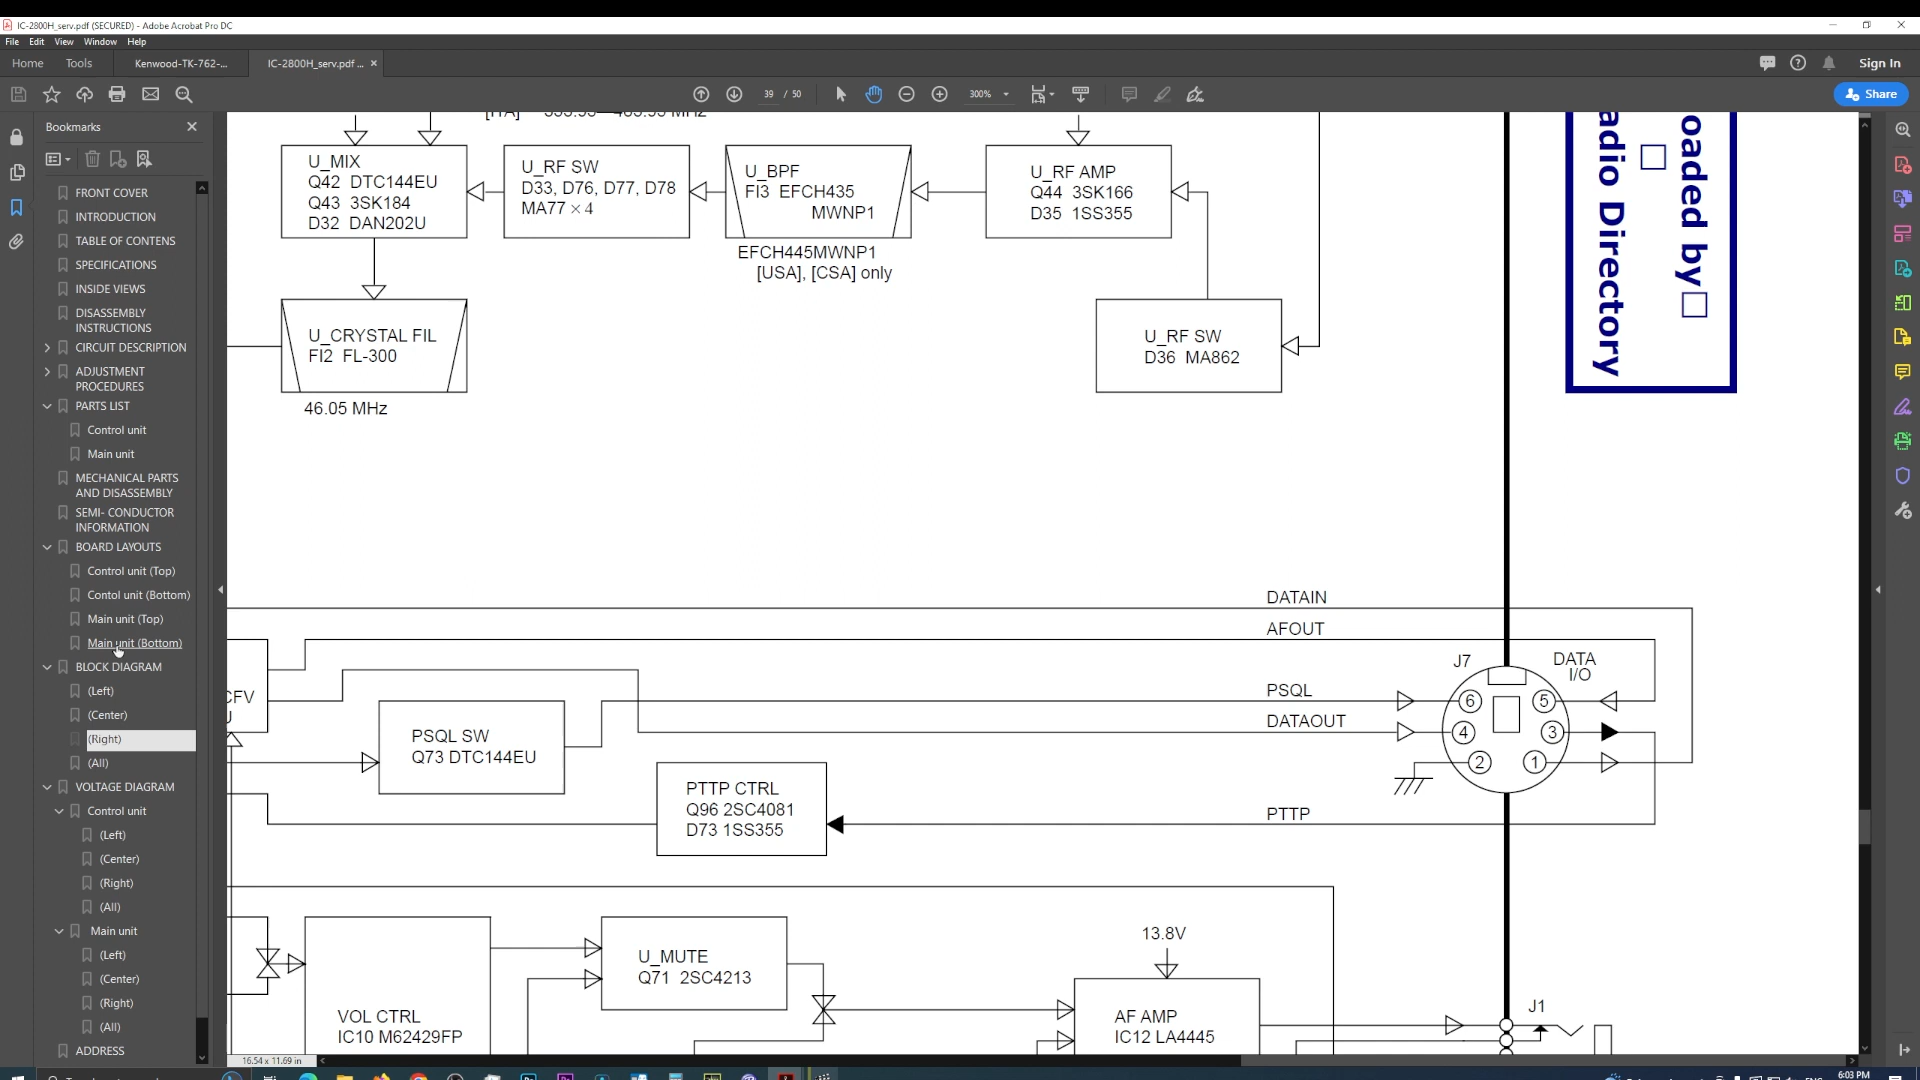 IC-2800H_serv.pdf (SECURED) - Adobe Acrobat Pro DC
File Edit View Window Help
Home Tools Kenwood-TK-762-... IC-2800H_serv.pdf ... ×
Sign In
39 / 50
300%
Share
Bookmarks
FRONT COVER
INTRODUCTION
TABLE OF CONTENS
SPECIFICATIONS
INSIDE VIEWS
DISASSEMBLY
INSTRUCTIONS
CIRCUIT DESCRIPTION
ADJUSTMENT
PROCEDURES
PARTS LIST
Control unit
Main unit
MECHANICAL PARTS
AND DISASSEMBLY
SEMI- CONDUCTOR
INFORMATION
BOARD LAYOUTS
Control unit (Top)
Contol unit (Bottom)
Main unit (Top)
Main unit (Bottom)
BLOCK DIAGRAM
(Left)
(Center)
(Right)
(All)
VOLTAGE DIAGRAM
Control unit
(Left)
(Center)
(Right)
(All)
Main unit
(Left)
(Center)
(Right)
(All)
ADDRESS
U_MIX
Q42 DTC144EU
Q43 3SK184
D32 DAN202U
U_RF SW
D33, D76, D77, D78
MA77 × 4
U_BPF
FI3 EFCH435
MWNP1
EFCH445MWNP1
[USA], [CSA] only
U_RF AMP
Q44 3SK166
D35 1SS355
U_CRYSTAL FIL
FI2 FL-300
46.05 MHz
U_RF SW
D36 MA862
oaded by□
□
adio Directory
DATAIN
AFOUT
PSQL
DATAOUT
PTTP
J7
DATA
I/O
6 5
4 3
2 1
CFV
PSQL SW
Q73 DTC144EU
PTTP CTRL
Q96 2SC4081
D73 1SS355
VOL CTRL
IC10 M62429FP
U_MUTE
Q71 2SC4213
13.8V
AF AMP
IC12 LA4445
J1
16.54 x 11.69 in
6:03 PM